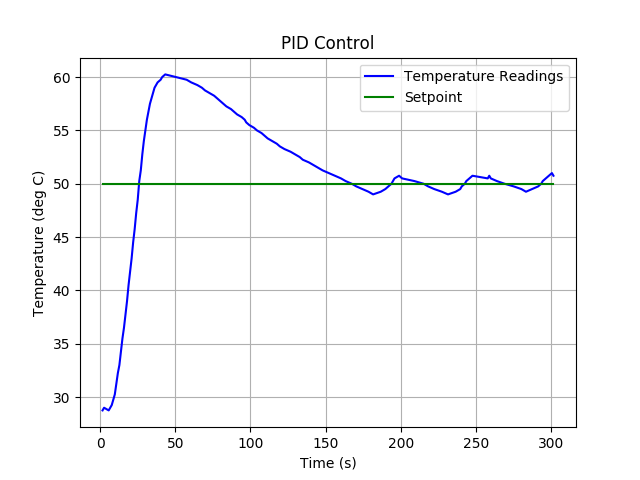 PID Control
Temperature Readings
Setpoint
Temperature (deg C)
60
55
50
45
40
35
30
0 50 100 150 200 250 300
Time (s)